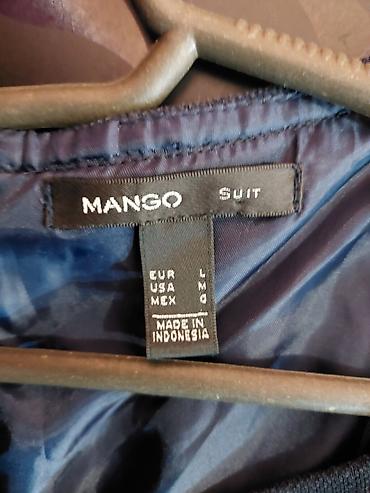 MANGO SUIT
EUR L
USA M
MEX G
MADE IN
INDONESIA